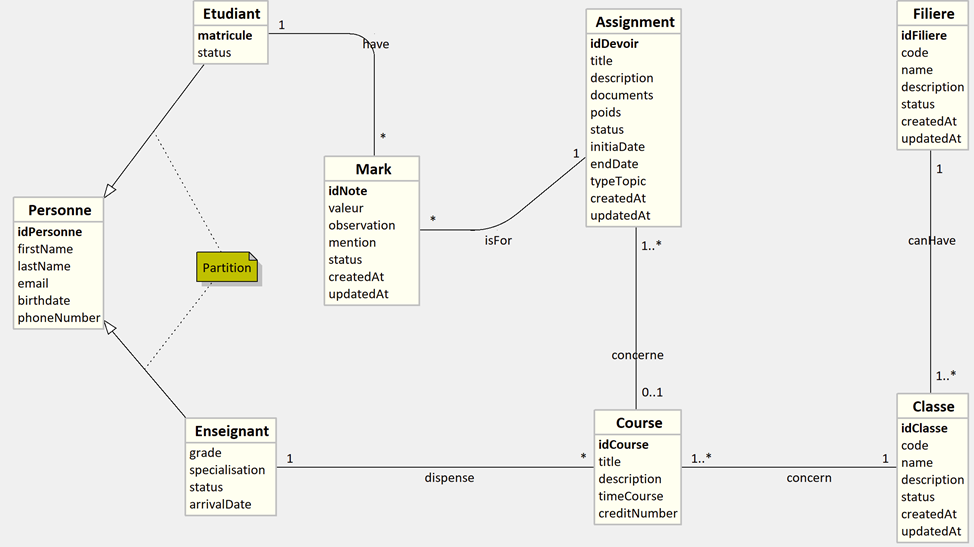 Etudiant
matricule
status
1
have
*
Assignment
idDevoir
title
description
documents
poids
status
initiaDate
endDate
typeTopic
createdAt
updatedAt
1
1..*
Filiere
idFiliere
code
name
description
status
createdAt
updatedAt
1
canHave
1..*
Mark
idNote
valeur
observation
mention
status
createdAt
updatedAt
*
isFor
Personne
idPersonne
firstName
lastName
email
birthdate
phoneNumber
Partition
concerne
0..1
Enseignant
grade
specialisation
status
arrivalDate
1
dispense
*
Course
idCourse
title
description
timeCourse
creditNumber
1..*
concern
1
Classe
idClasse
code
name
description
status
createdAt
updatedAt